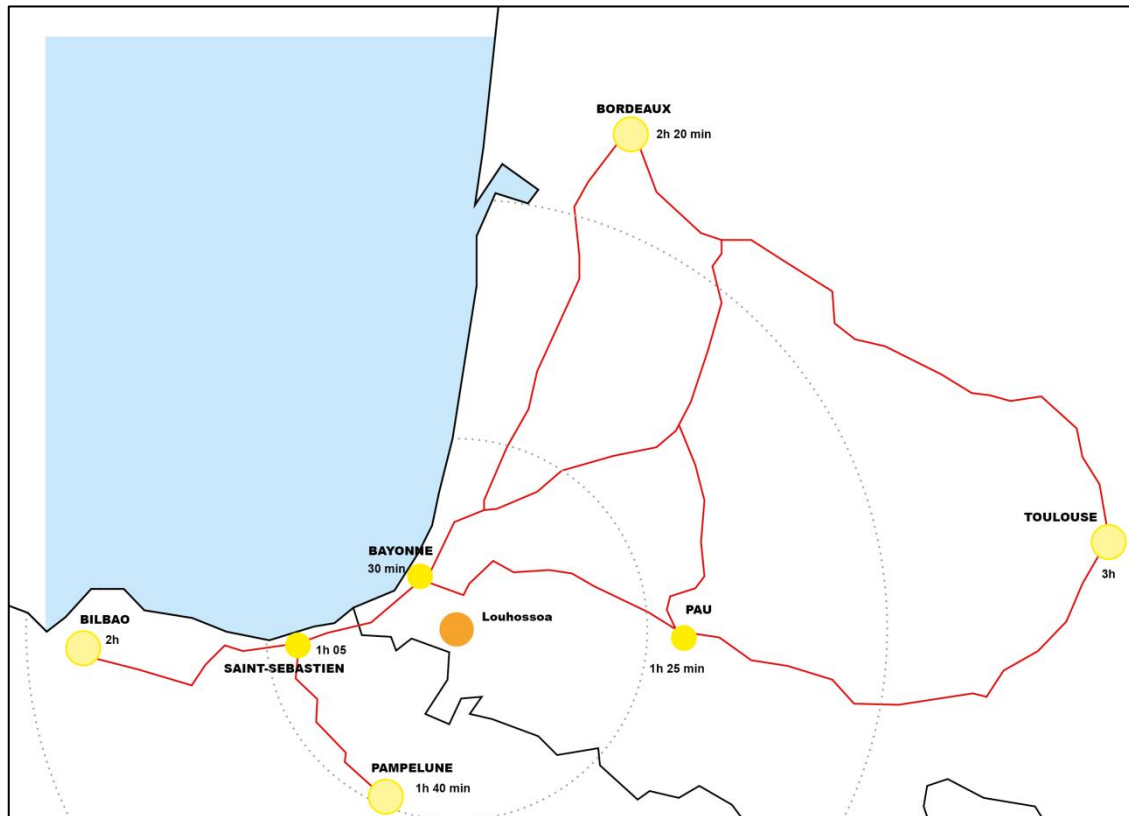 BORDEAUX
2h 20 min
TOULOUSE
3h
BAYONNE
30 min
Louhossoa
PAU
1h 25 min
BILBAO
2h
SAINT-SEBASTIEN
1h 05
PAMPELUNE
1h 40 min